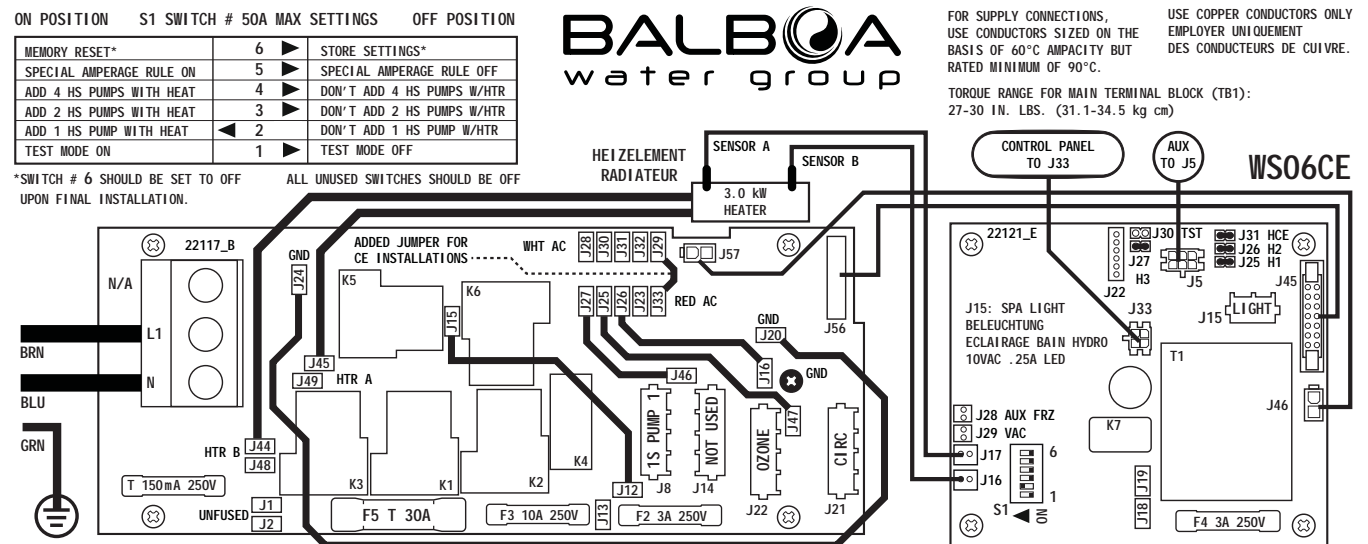 ON POSITION S1 SWITCH # 50A MAX SETTINGS OFF POSITION
MEMORY RESET* 6 ▶ STORE SETTINGS*
SPECIAL AMPERAGE RULE ON 5 ▶ SPECIAL AMPERAGE RULE OFF
ADD 4 HS PUMPS WITH HEAT 4 ▶ DON'T ADD 4 HS PUMPS W/HTR
ADD 2 HS PUMPS WITH HEAT 3 ▶ DON'T ADD 2 HS PUMPS W/HTR
ADD 1 HS PUMP WITH HEAT ◀ 2 DON'T ADD 1 HS PUMP W/HTR
TEST MODE ON 1 ▶ TEST MODE OFF
*SWITCH # 6 SHOULD BE SET TO OFF
UPON FINAL INSTALLATION.
ALL UNUSED SWITCHES SHOULD BE OFF
BALBOA
water group
FOR SUPPLY CONNECTIONS,
USE CONDUCTORS SIZED ON THE
BASIS OF 60°C AMPACITY BUT
RATED MINIMUM OF 90°C.
USE COPPER CONDUCTORS ONLY
EMPLOYER UNIQUEMENT
DES CONDUCTEURS DE CUIVRE.
TORQUE RANGE FOR MAIN TERMINAL BLOCK (TB1):
27-30 IN. LBS. (31.1-34.5 kg cm)
CONTROL PANEL
TO J33
AUX
TO J5
WS06CE
HEIZELEMENT
RADIATEUR
SENSOR A
SENSOR B
3.0 kW
HEATER
22117_B
N/A
L1
N
BRN
BLU
GRN
GND
J24
ADDED JUMPER FOR
CE INSTALLATIONS
WHT AC
J28
J30
J31
J32
J29
J57
K5
K6
J15
J27
J25
J26
J23
J33
RED AC
J56
GND
J20
J45
J49
HTR A
J46
J16
GND
J47
HTR B
J44
J48
K3
K1
K2
K4
1S PUMP 1
J8
NOT USED
J14
OZONE
J22
CIRC
J21
T 150mA 250V
UNFUSED
J1
J2
F5 T 30A
F3 10A 250V
J12
J13
F2 3A 250V
22121_E
J30 TST
J27
H3
J22
J5
J31 HCE
J26 H2
J25 H1
J45
J15: SPA LIGHT
BELEUCHTUNG
ECLAIRAGE BAIN HYDRO
10VAC .25A LED
J33
J15
LIGHT
T1
J46
J28 AUX FRZ
J29 VAC
K7
J17
J16
6
1
S1
ON
J19
J18
F4 3A 250V